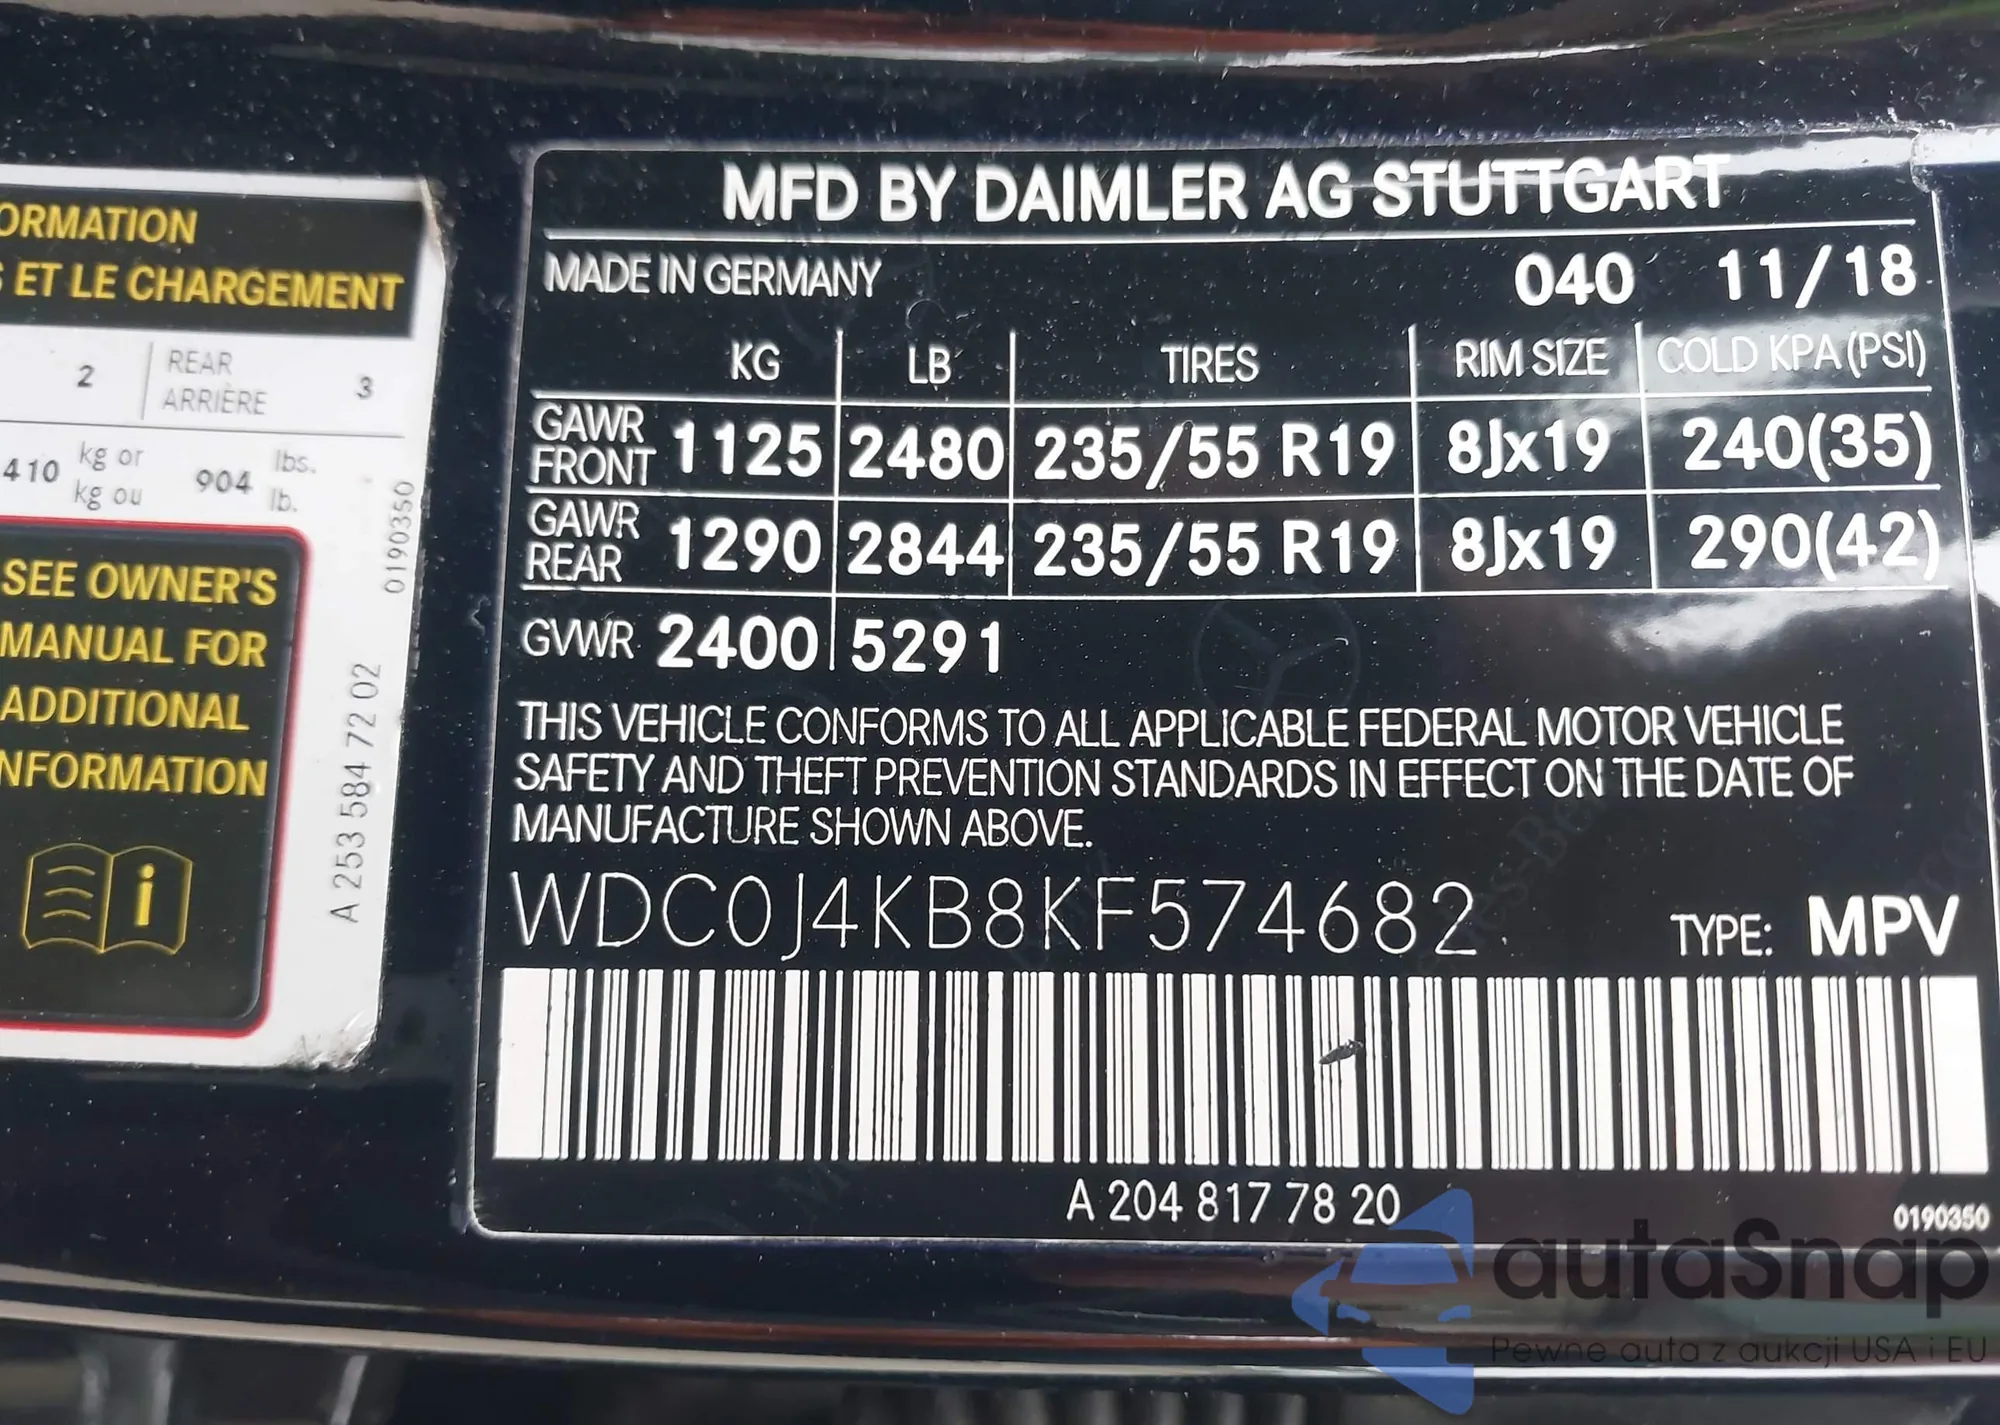 ORMATION
S ET LE CHARGEMENT
2 REAR ARRIÈRE 3
410 kg or kg ou 904 lbs. lb.
SEE OWNER'S
MANUAL FOR
ADDITIONAL
NFORMATION
i
A 253 584 72 02
0190350
MFD BY DAIMLER AG STUTTGART
MADE IN GERMANY 040 11/18
KG LB TIRES RIM SIZE COLD KPA (PSI)
GAWR FRONT 1125 2480 235/55 R19 8Jx19 240(35)
GAWR REAR 1290 2844 235/55 R19 8Jx19 290(42)
GVWR 2400 5291
THIS VEHICLE CONFORMS TO ALL APPLICABLE FEDERAL MOTOR VEHICLE
SAFETY AND THEFT PREVENTION STANDARDS IN EFFECT ON THE DATE OF
MANUFACTURE SHOWN ABOVE.
WDC0J4KB8KF574682 TYPE: MPV
A 204 817 78 20
0190350
autaSnap
Pewne auta z aukcji USA i EU